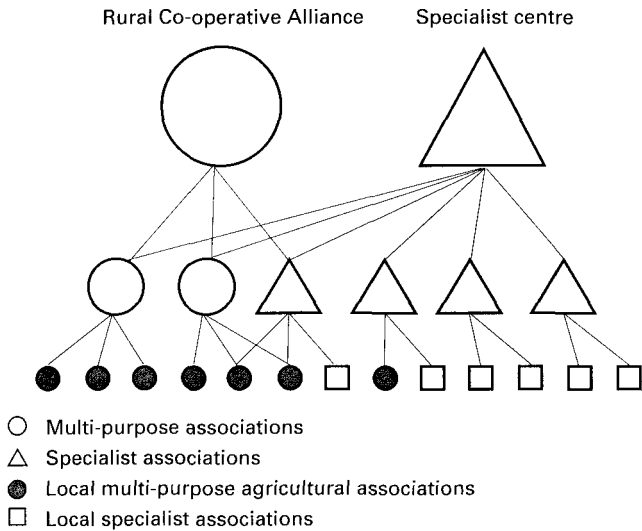 Rural Co-operative Alliance
Specialist centre
Multi-purpose associations
Specialist associations
Local multi-purpose agricultural associations
Local specialist associations